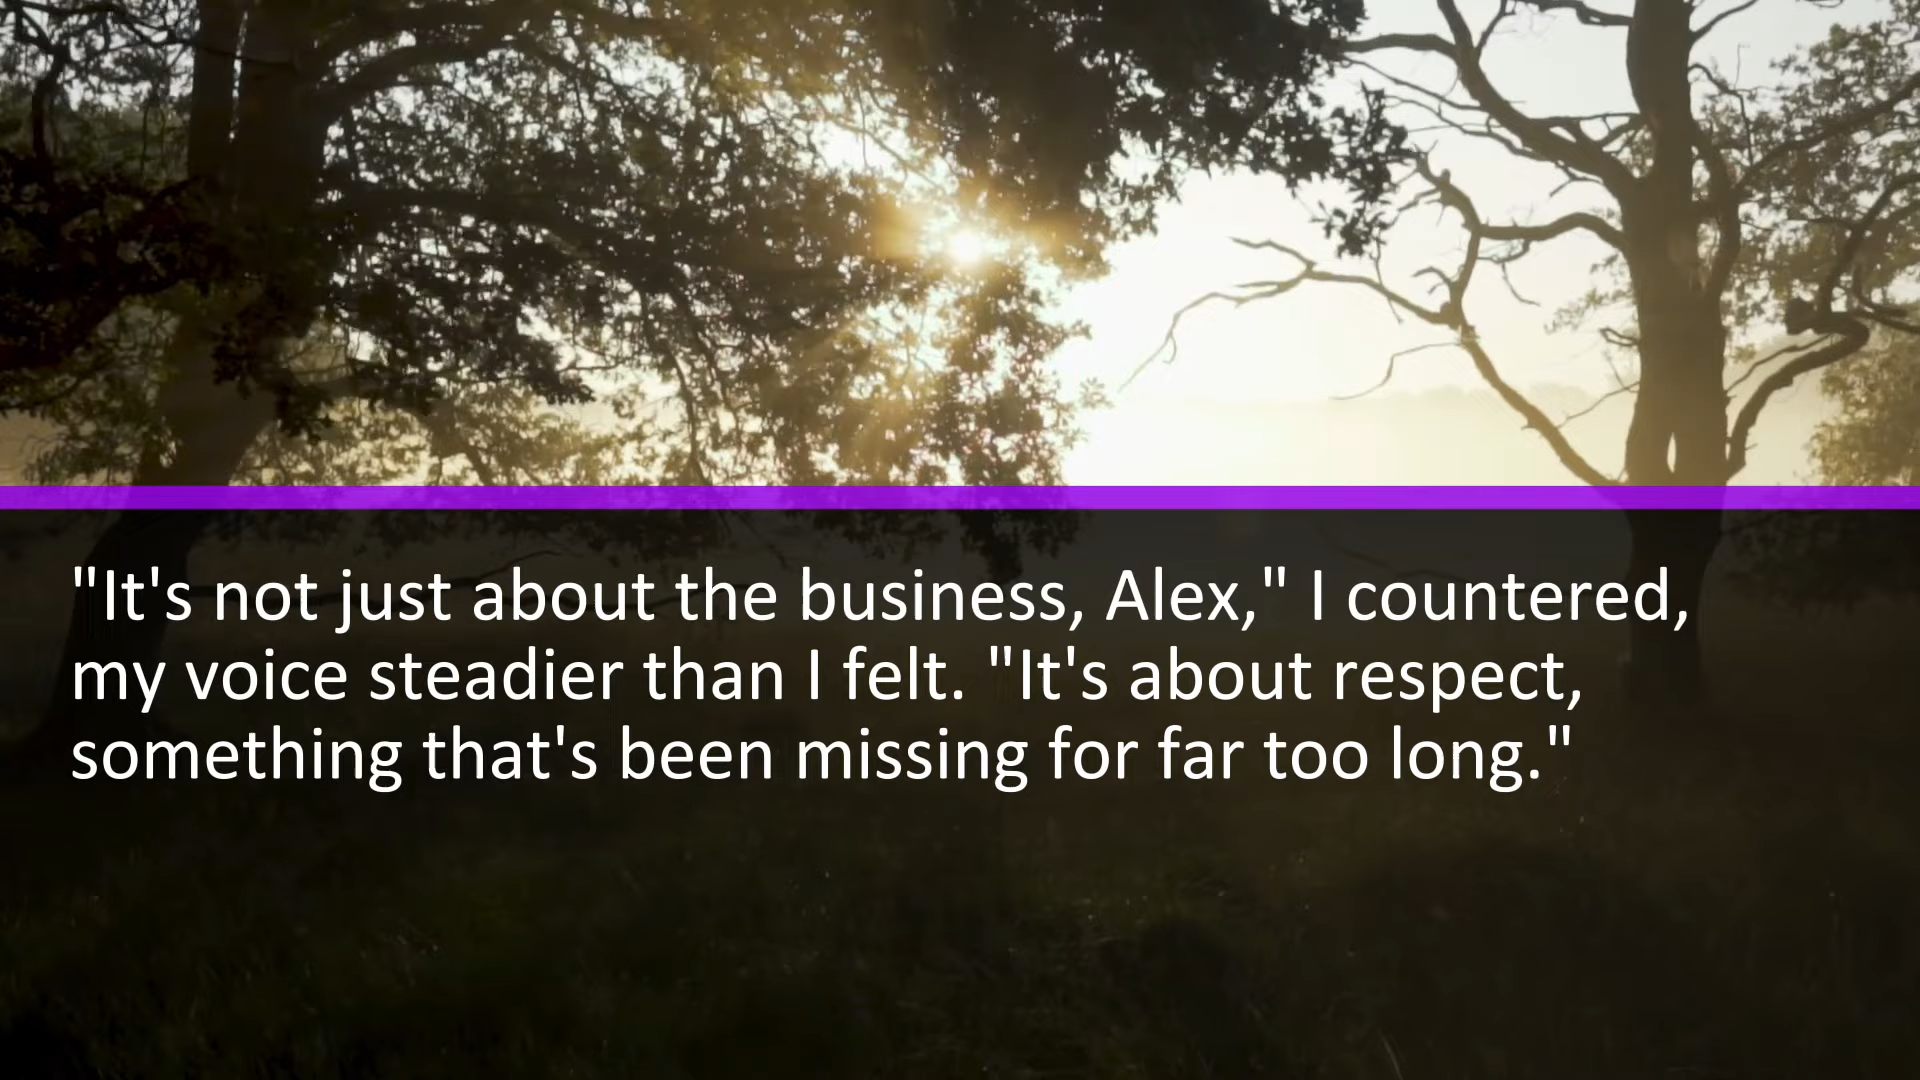 "It's not just about the business, Alex," I countered,
my voice steadier than I felt. "It's about respect,
something that's been missing for far too long."